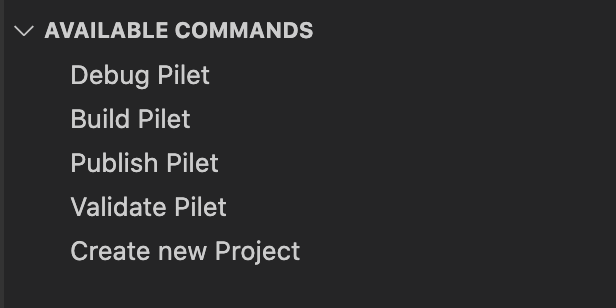 AVAILABLE COMMANDS
Debug Pilet
Build Pilet
Publish Pilet
Validate Pilet
Create new Project